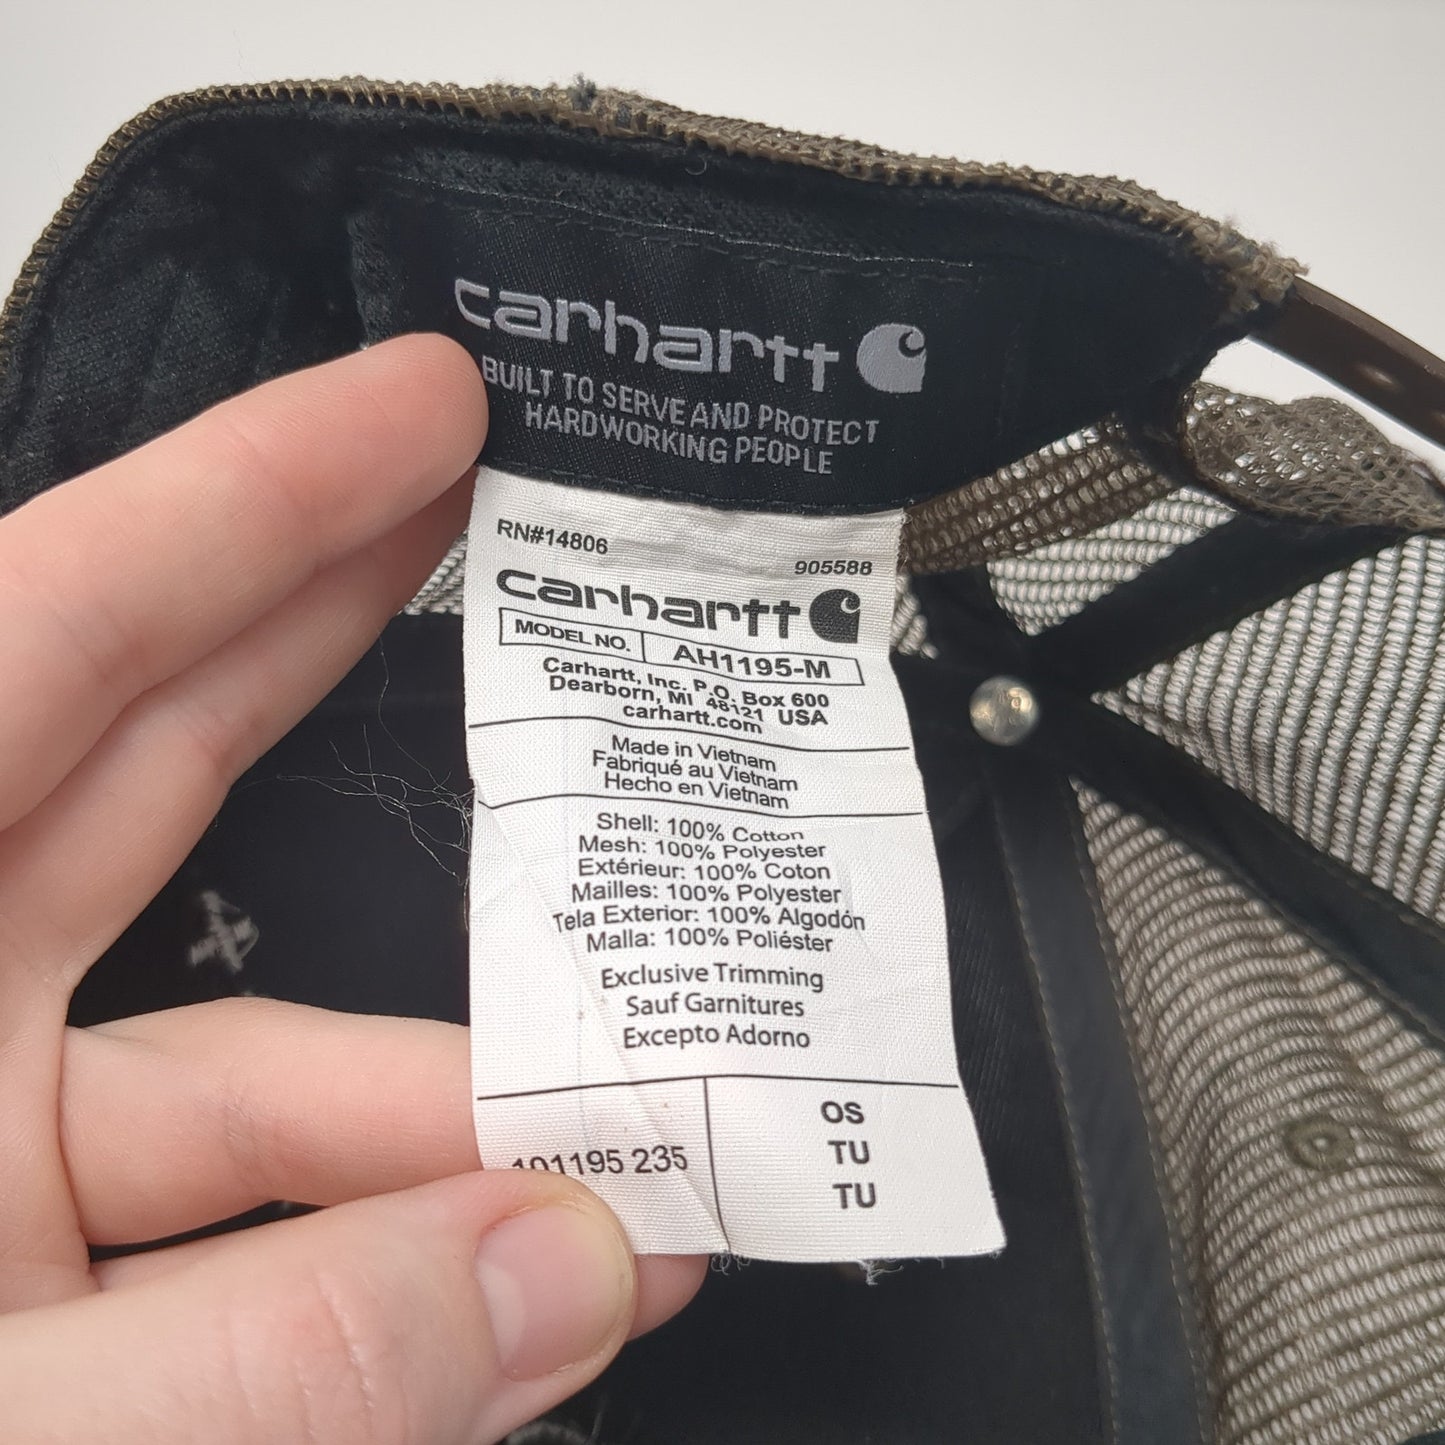 carhartt
BUILT TO SERVE AND PROTECT
HARDWORKING PEOPLE
RN#14806
905588
carhartt
MODEL NO. AH1195-M
Carhartt, Inc. P.O. Box 600
Dearborn, MI 48121 USA
carhartt.com
Made in Vietnam
Fabriqué au Vietnam
Hecho en Vietnam
Shell: 100% Cotton
Mesh: 100% Polyester
Extérieur: 100% Coton
Mailles: 100% Polyester
Tela Exterior: 100% Algodón
Malla: 100% Poliéster
Exclusive Trimming
Sauf Garnitures
Excepto Adorno
101195 235
OS
TU
TU